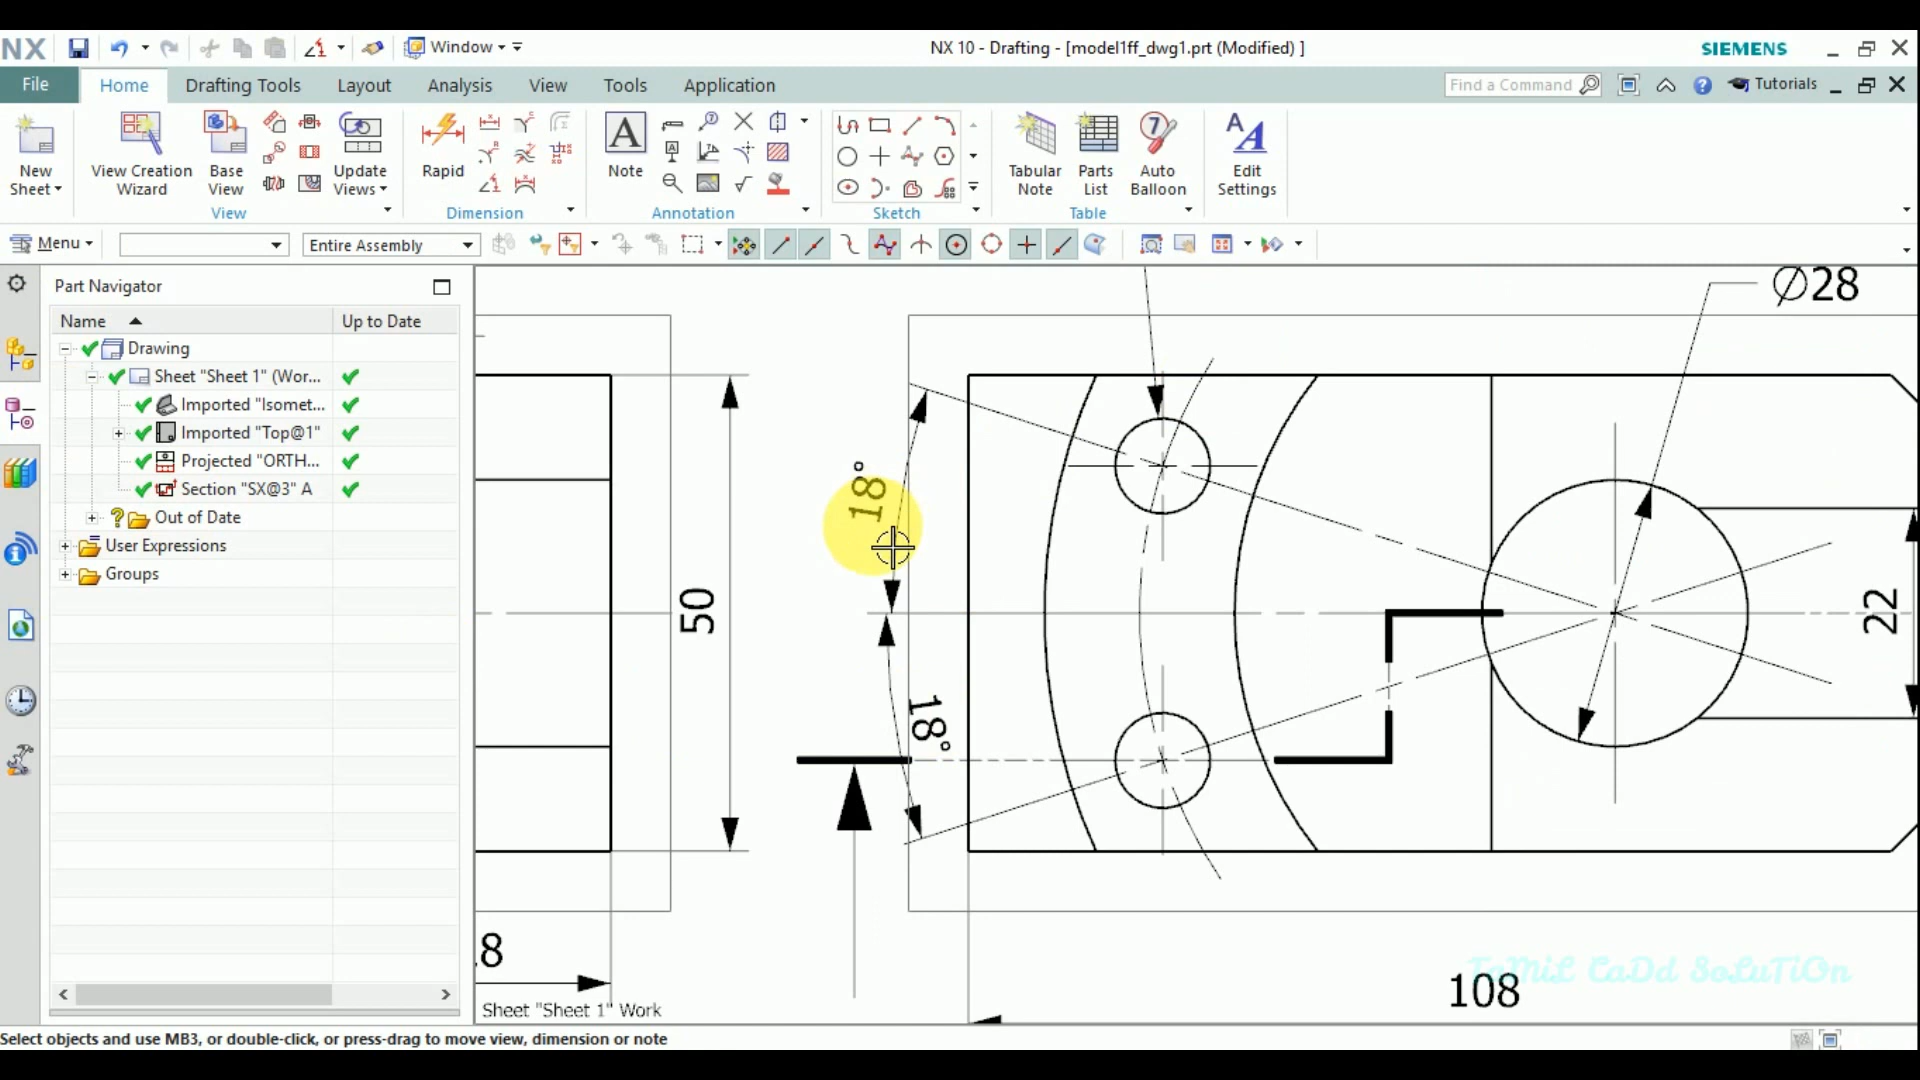 NX Window NX 10 - Drafting - [model1ff_dwg1.prt (Modified) ] SIEMENS
File Home Drafting Tools Layout Analysis View Tools Application Find a Command Tutorials
New Sheet View Creation Wizard Base View Update Views Rapid Note Tabular Note Parts List Auto Balloon Edit Settings
View Dimension Annotation Sketch Table
Menu Entire Assembly
Part Navigator
Name Up to Date
Drawing
Sheet "Sheet 1" (Wor...
Imported "Isomet...
Imported "Top@1"
Projected "ORTH...
Section "SX@3" A
Out of Date
User Expressions
Groups
Ø28
18°
50
22
18°
.8
108
TaMiL CaDd SoLuTiOn
Sheet "Sheet 1" Work
Select objects and use MB3, or double-click, or press-drag to move view, dimension or note